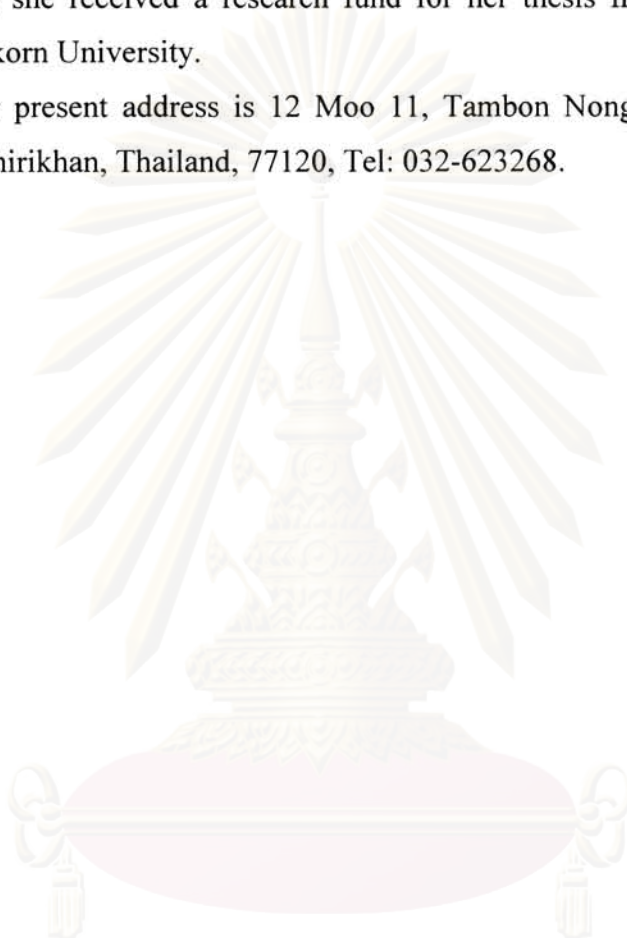 she received a research fund for her thesis
korn University.
present address is 12 Moo 11, Tambon Nong
hirikhan, Thailand, 77120, Tel: 032-623268.